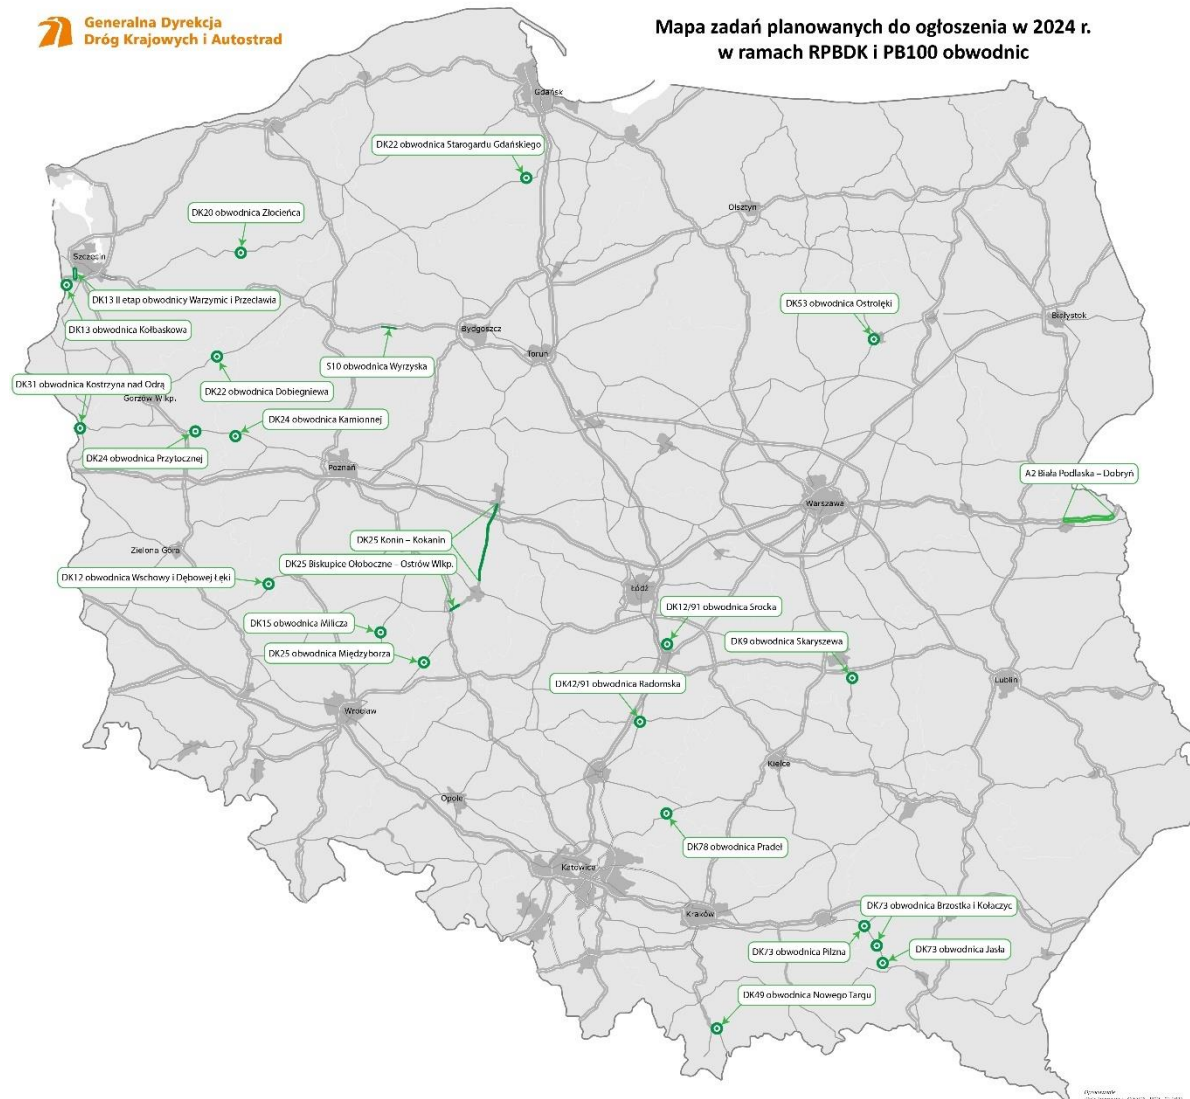 Generalna Dyrekcja
Dróg Krajowych i Autostrad
Mapa zadań planowanych do ogłoszenia w 2024 r.
w ramach RPBDK i PB100 obwodnic
Gdańsk
DK22 obwodnica Starogardu Gdańskiego
DK20 obwodnica Złocieńca
Olsztyn
Szczecin
DK13 II etap obwodnicy Warzymic i Przecławia
DK53 obwodnica Ostrołęki
Białystok
DK13 obwodnica Kołbaskowa
Bydgoszcz
Toruń
S10 obwodnica Wyrzyska
DK31 obwodnica Kostrzyna nad Odrą
DK22 obwodnica Dobiegniewa
Gorzów Wlkp.
DK24 obwodnica Kamionnej
DK24 obwodnica Przytocznej
Poznań
A2 Biała Podlaska – Dobryń
Warszawa
DK25 Konin – Kokanin
Zielona Góra
DK25 Biskupice Ołoboczne – Ostrów Wlkp.
DK12 obwodnica Wschowy i Dębowej Łęki
Łódź
DK12/91 obwodnica Srocka
DK15 obwodnica Milicza
DK9 obwodnica Skaryszewa
DK25 obwodnica Międzyborza
DK42/91 obwodnica Radomska
Lublin
Wrocław
Kielce
Opole
DK78 obwodnica Pradeł
Katowice
DK73 obwodnica Brzostka i Kołaczyc
Kraków
DK73 obwodnica Pilzna
DK73 obwodnica Jasła
DK49 obwodnica Nowego Targu
Opracowanie